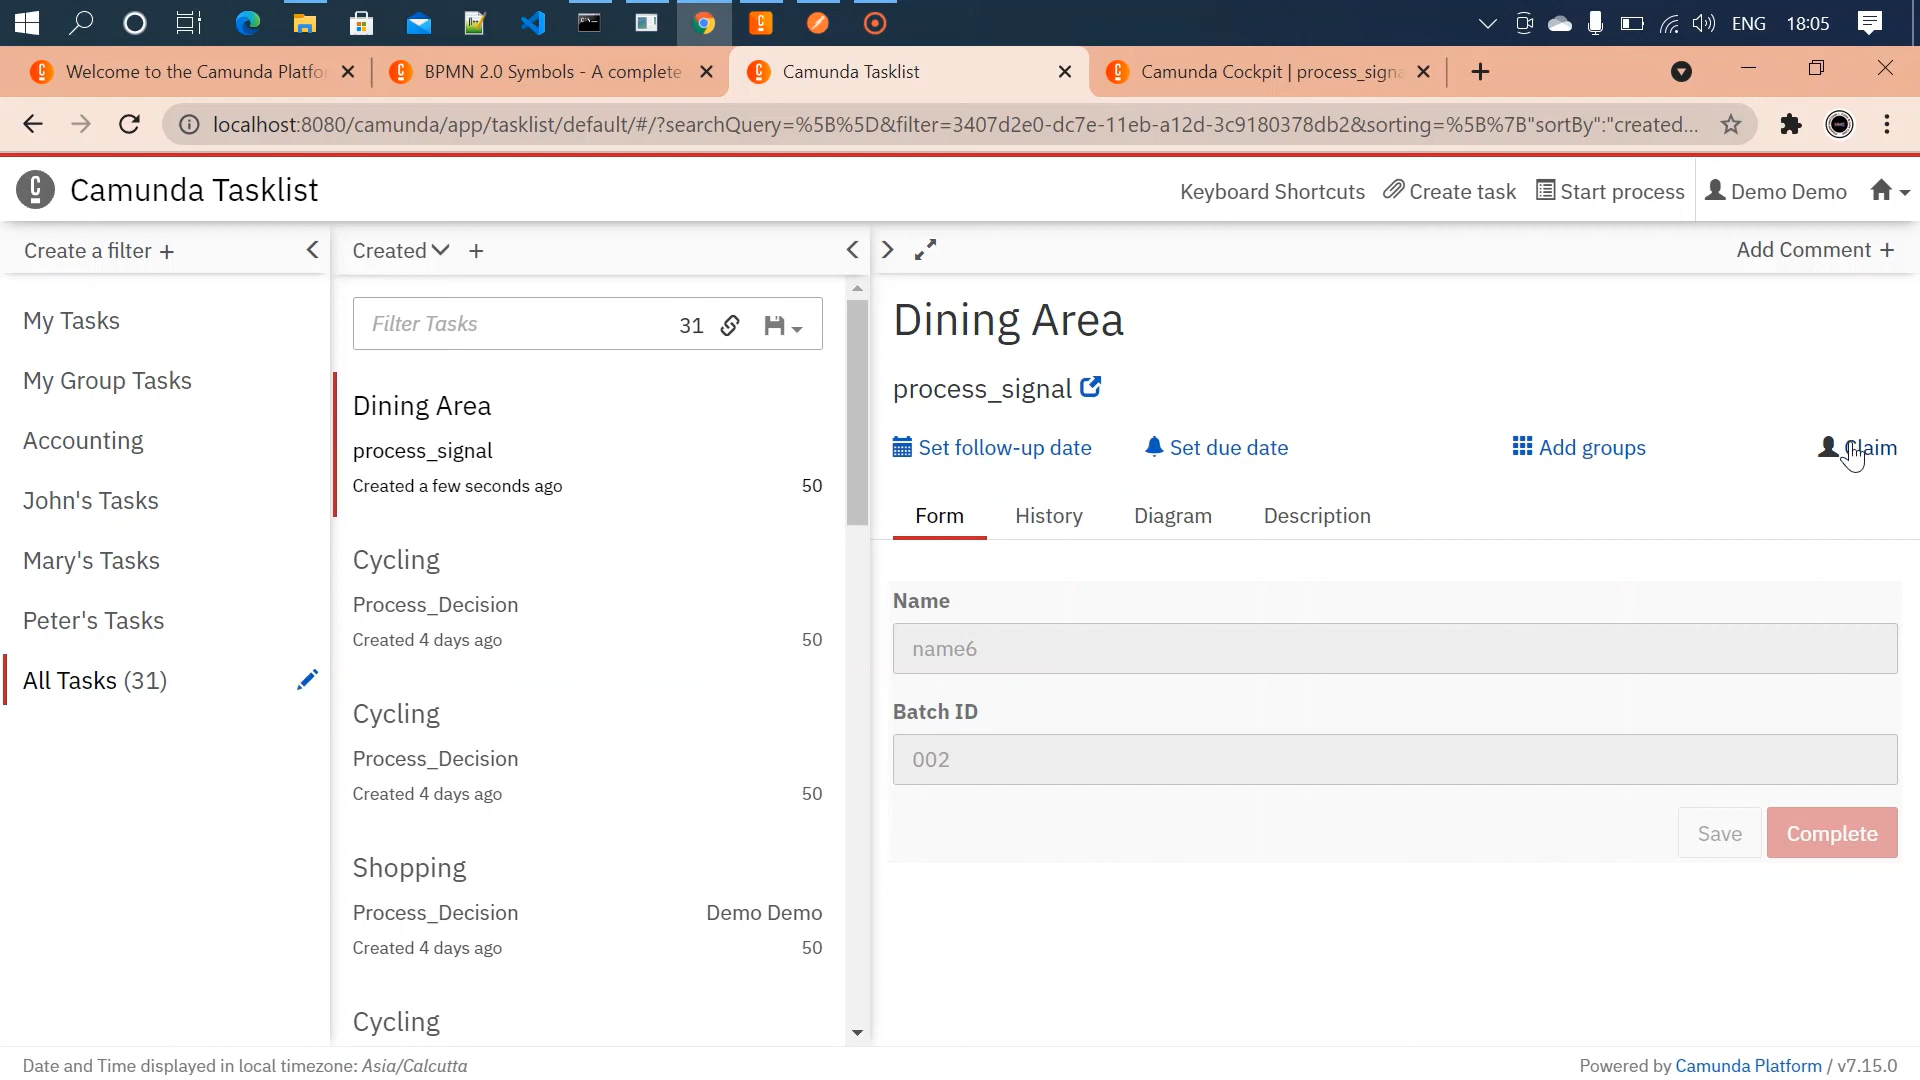 ENG 18:05
Welcome to the Camunda Platfo
BPMN 2.0 Symbols - A complete
Camunda Tasklist
Camunda Cockpit | process_signa
localhost:8080/camunda/app/tasklist/default/#/?searchQuery=%5B%5D&filter=3407d2e0-dc7e-11eb-a12d-3c9180378db2&sorting=%5B%7B"sortBy":"created...
Camunda Tasklist
Keyboard Shortcuts
Create task
Start process
Demo Demo
Create a filter +
Created
+
Add Comment +
My Tasks
My Group Tasks
Accounting
John's Tasks
Mary's Tasks
Peter's Tasks
All Tasks (31)
Filter Tasks
31
Dining Area
process_signal
Created a few seconds ago 50
Cycling
Process_Decision
Created 4 days ago 50
Cycling
Process_Decision
Created 4 days ago 50
Shopping
Process_Decision Demo Demo
Created 4 days ago 50
Cycling
Dining Area
process_signal
Set follow-up date
Set due date
Add groups
Claim
Form
History
Diagram
Description
Name
name6
Batch ID
002
Save
Complete
Date and Time displayed in local timezone: Asia/Calcutta
Powered by Camunda Platform / v7.15.0